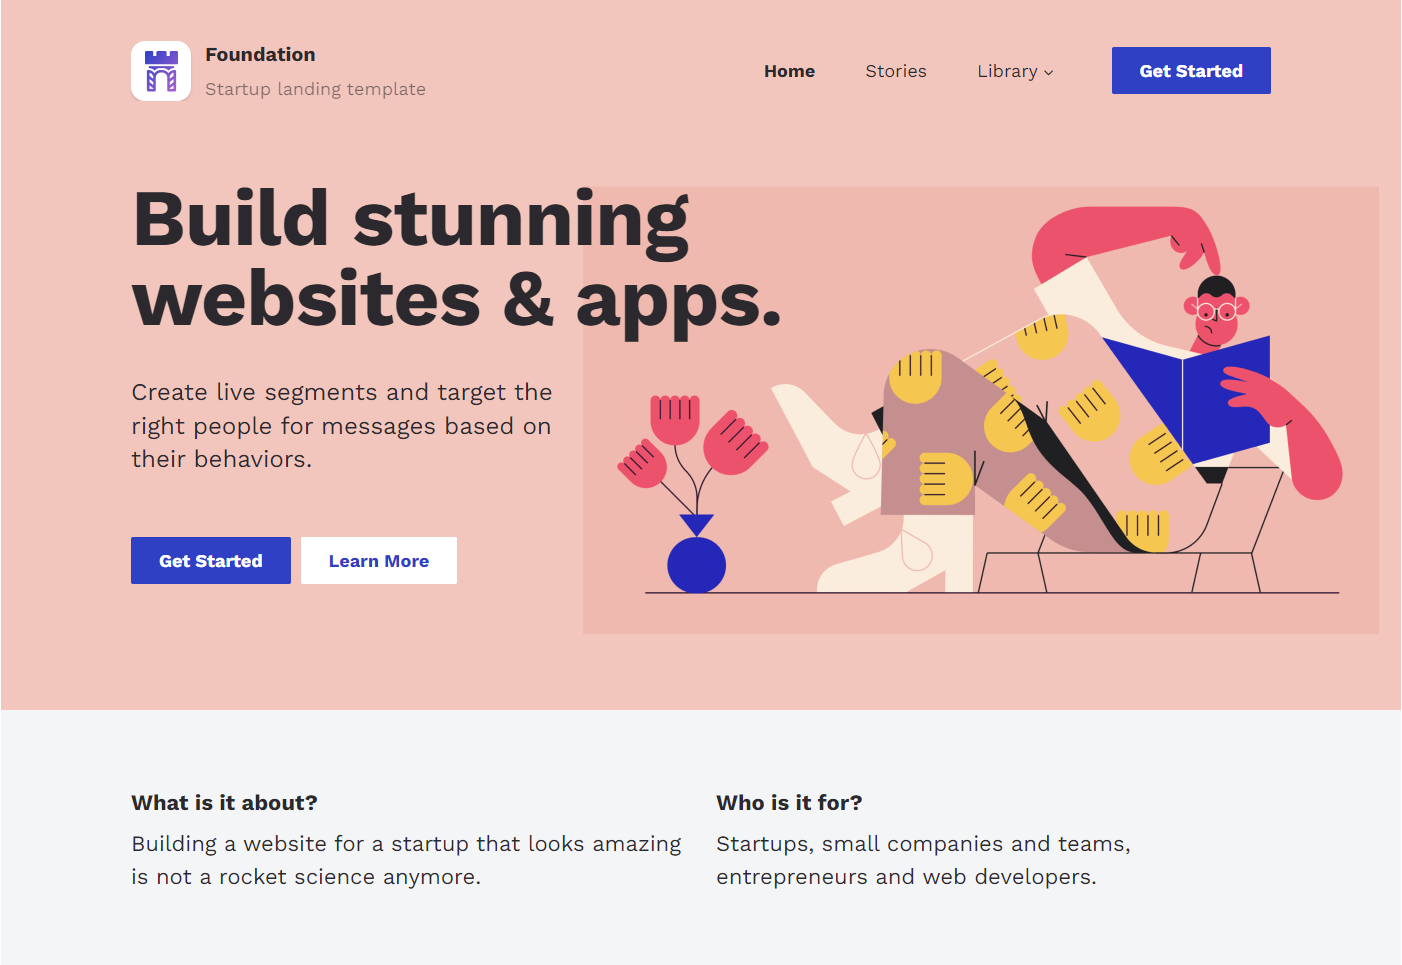 Foundation
Startup landing template
Home
Stories
Library
Get Started
Build stunning
websites & apps.
Create live segments and target the
right people for messages based on
their behaviors.
Get Started
Learn More
What is it about?
Building a website for a startup that looks amazing
is not a rocket science anymore.
Who is it for?
Startups, small companies and teams,
entrepreneurs and web developers.